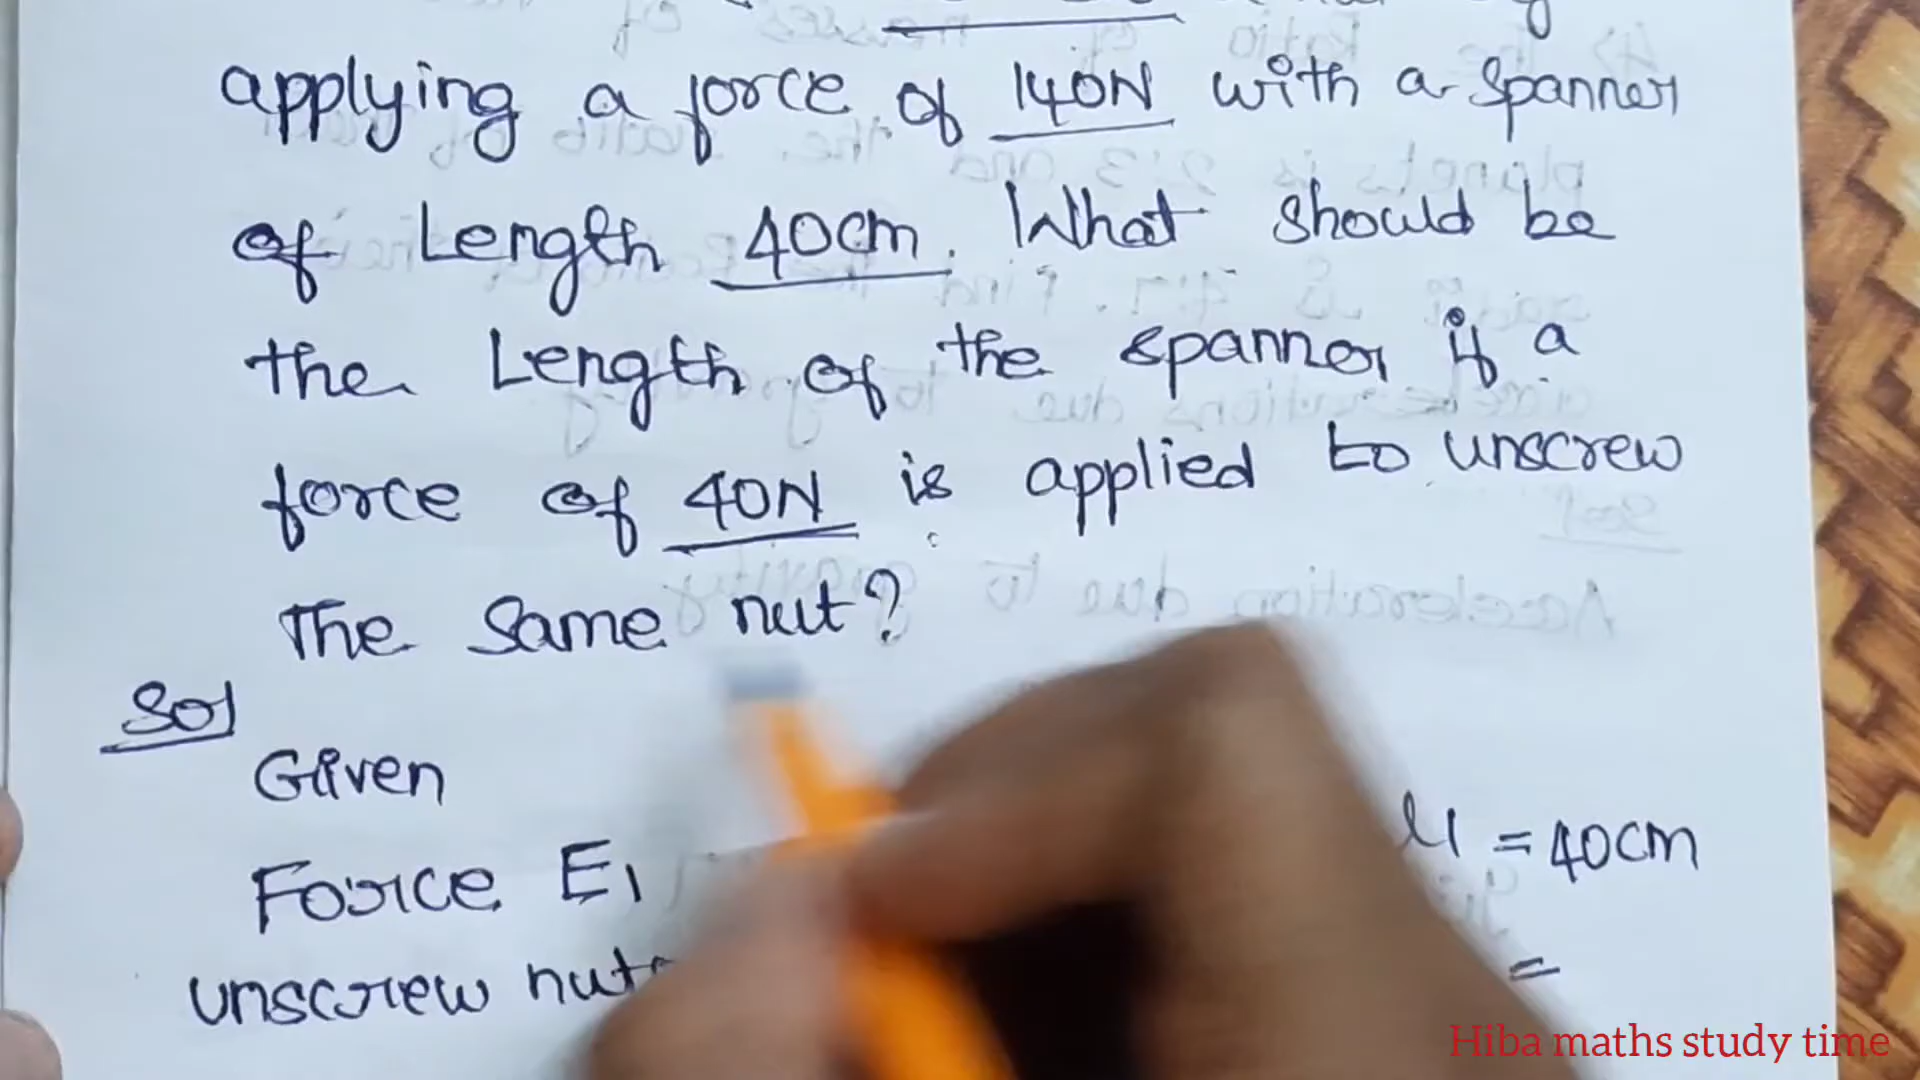 applying a force of 140N with a spanner
of Length 40cm. What should be
the Length of the spanner if a
force of 40N is applied to unscrew
The same nut?
Sol
Given
Force E1 l1 = 40cm
unscrew nut =
Hiba maths study time